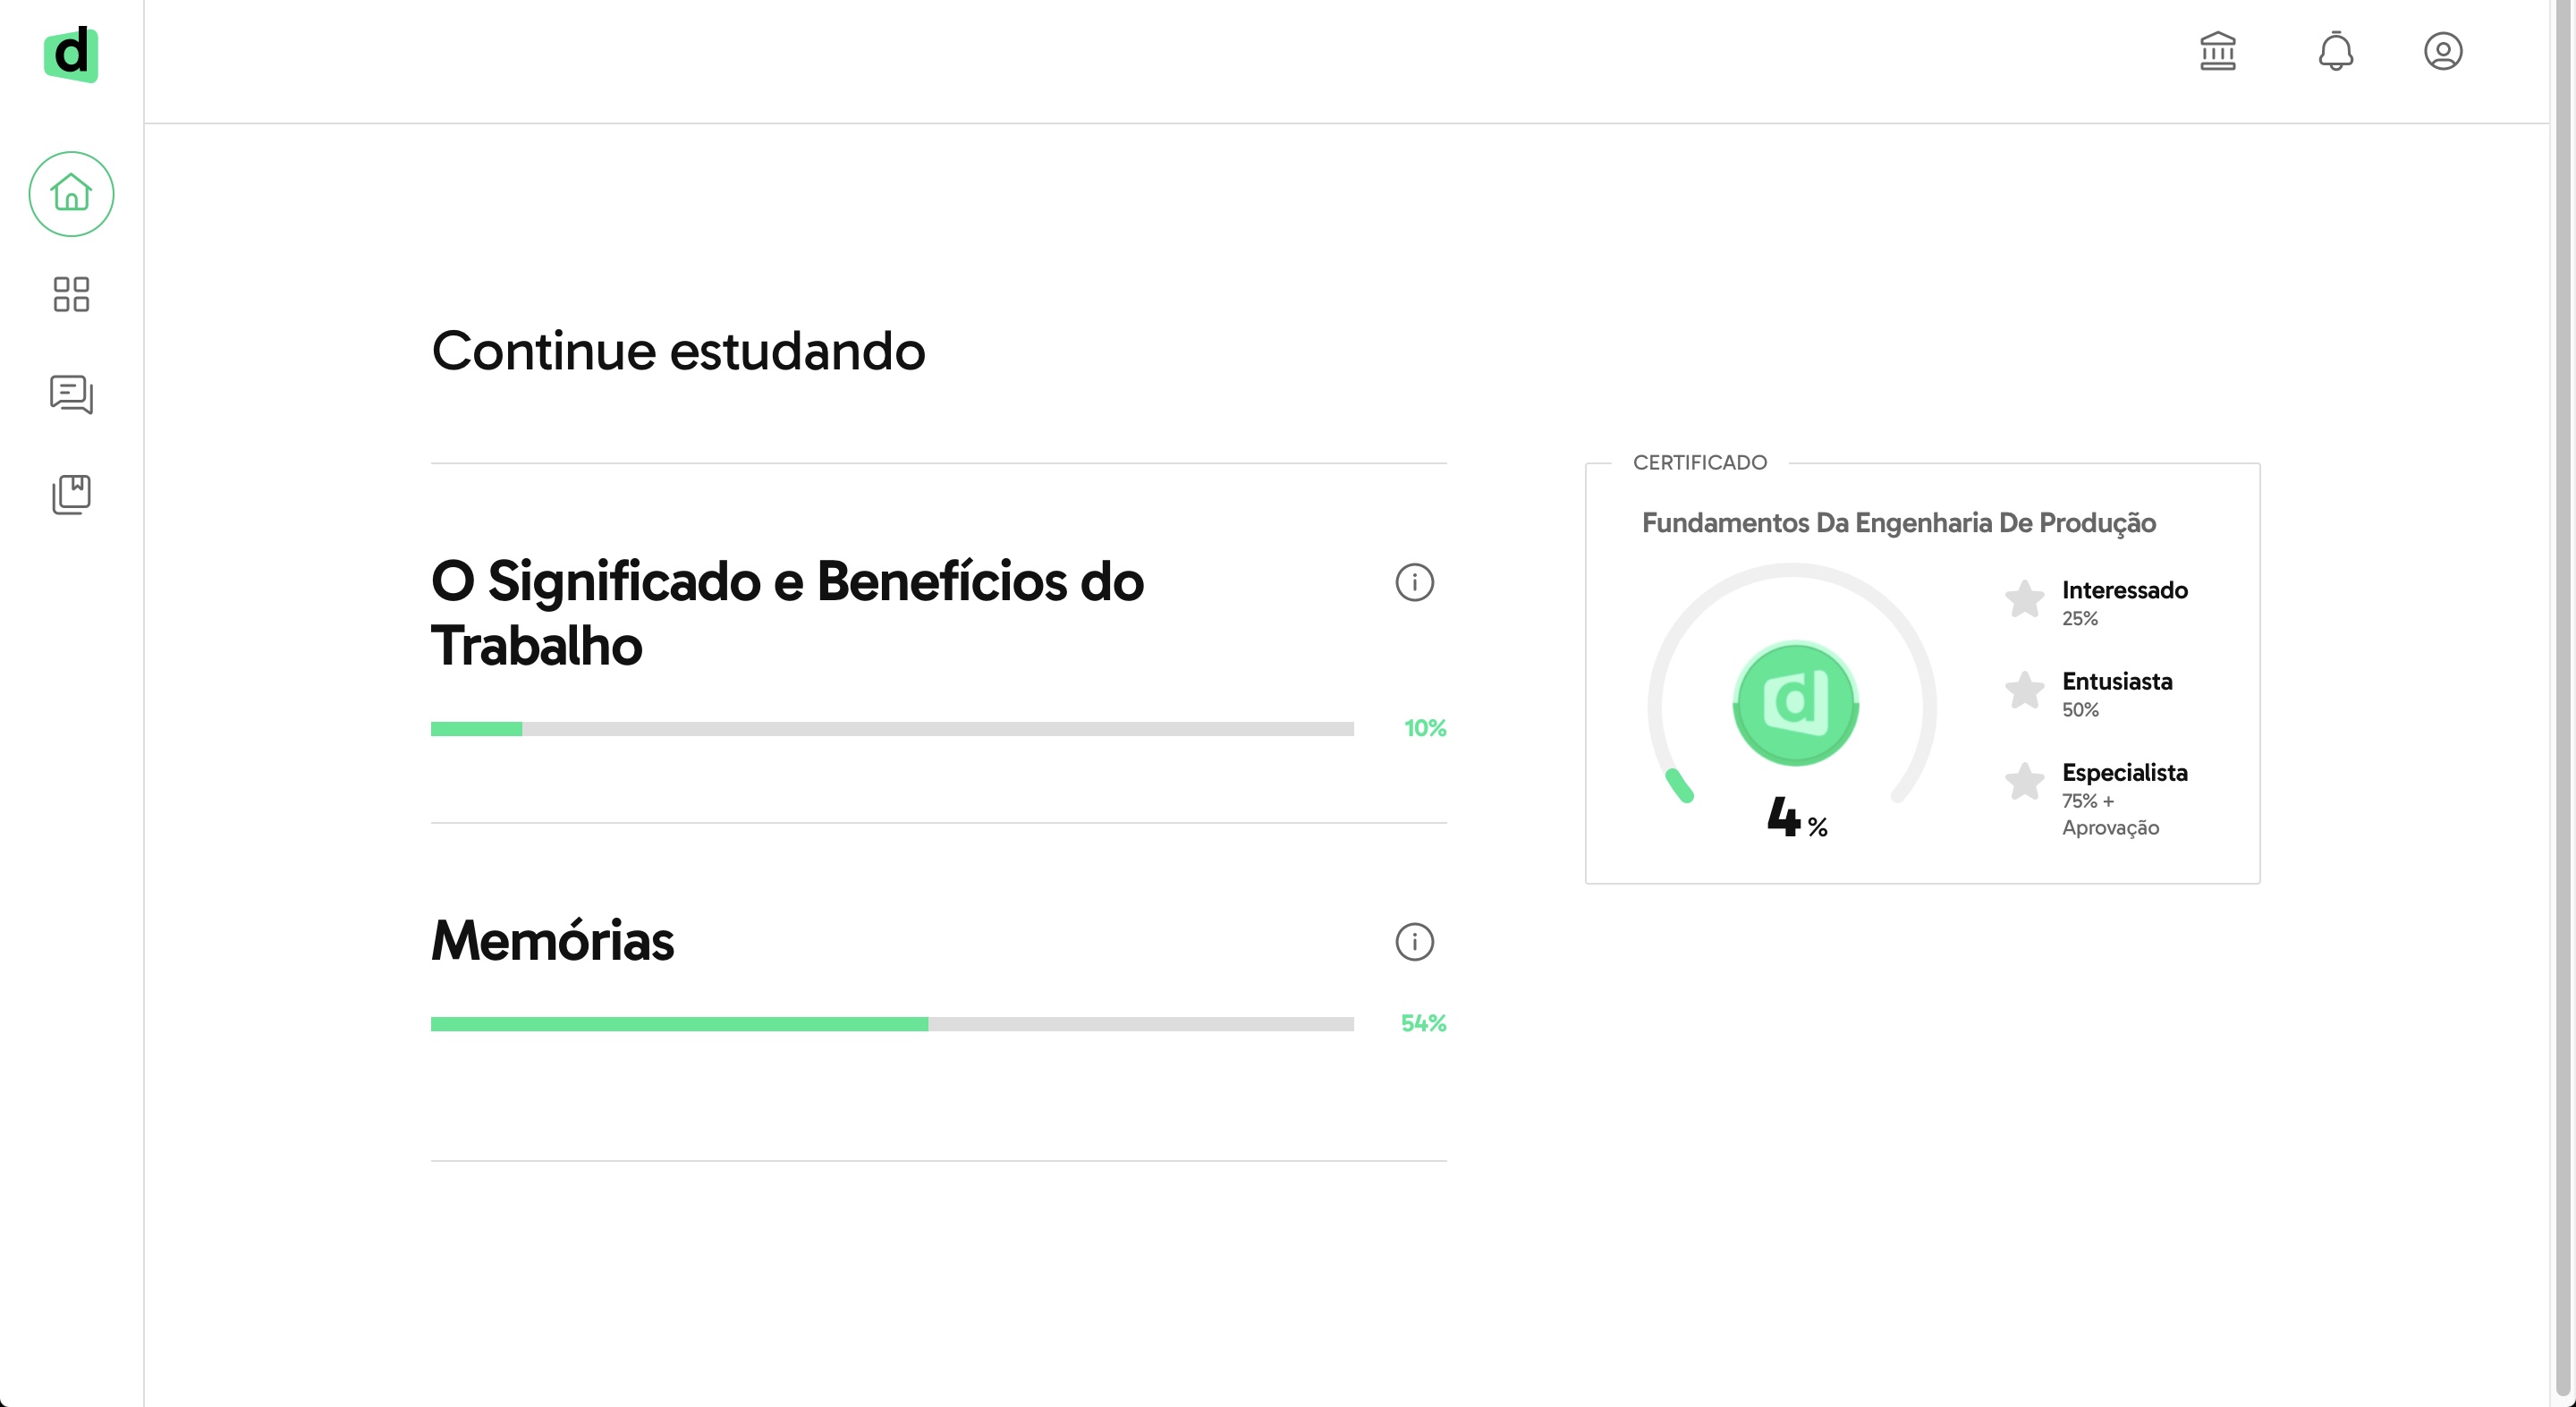 d
Continue estudando
O Significado e Benefícios do
Trabalho
10%
Memórias
54%
CERTIFICADO
Fundamentos Da Engenharia De Produção
d
4 %
Interessado
25%
Entusiasta
50%
Especialista
75% +
Aprovação